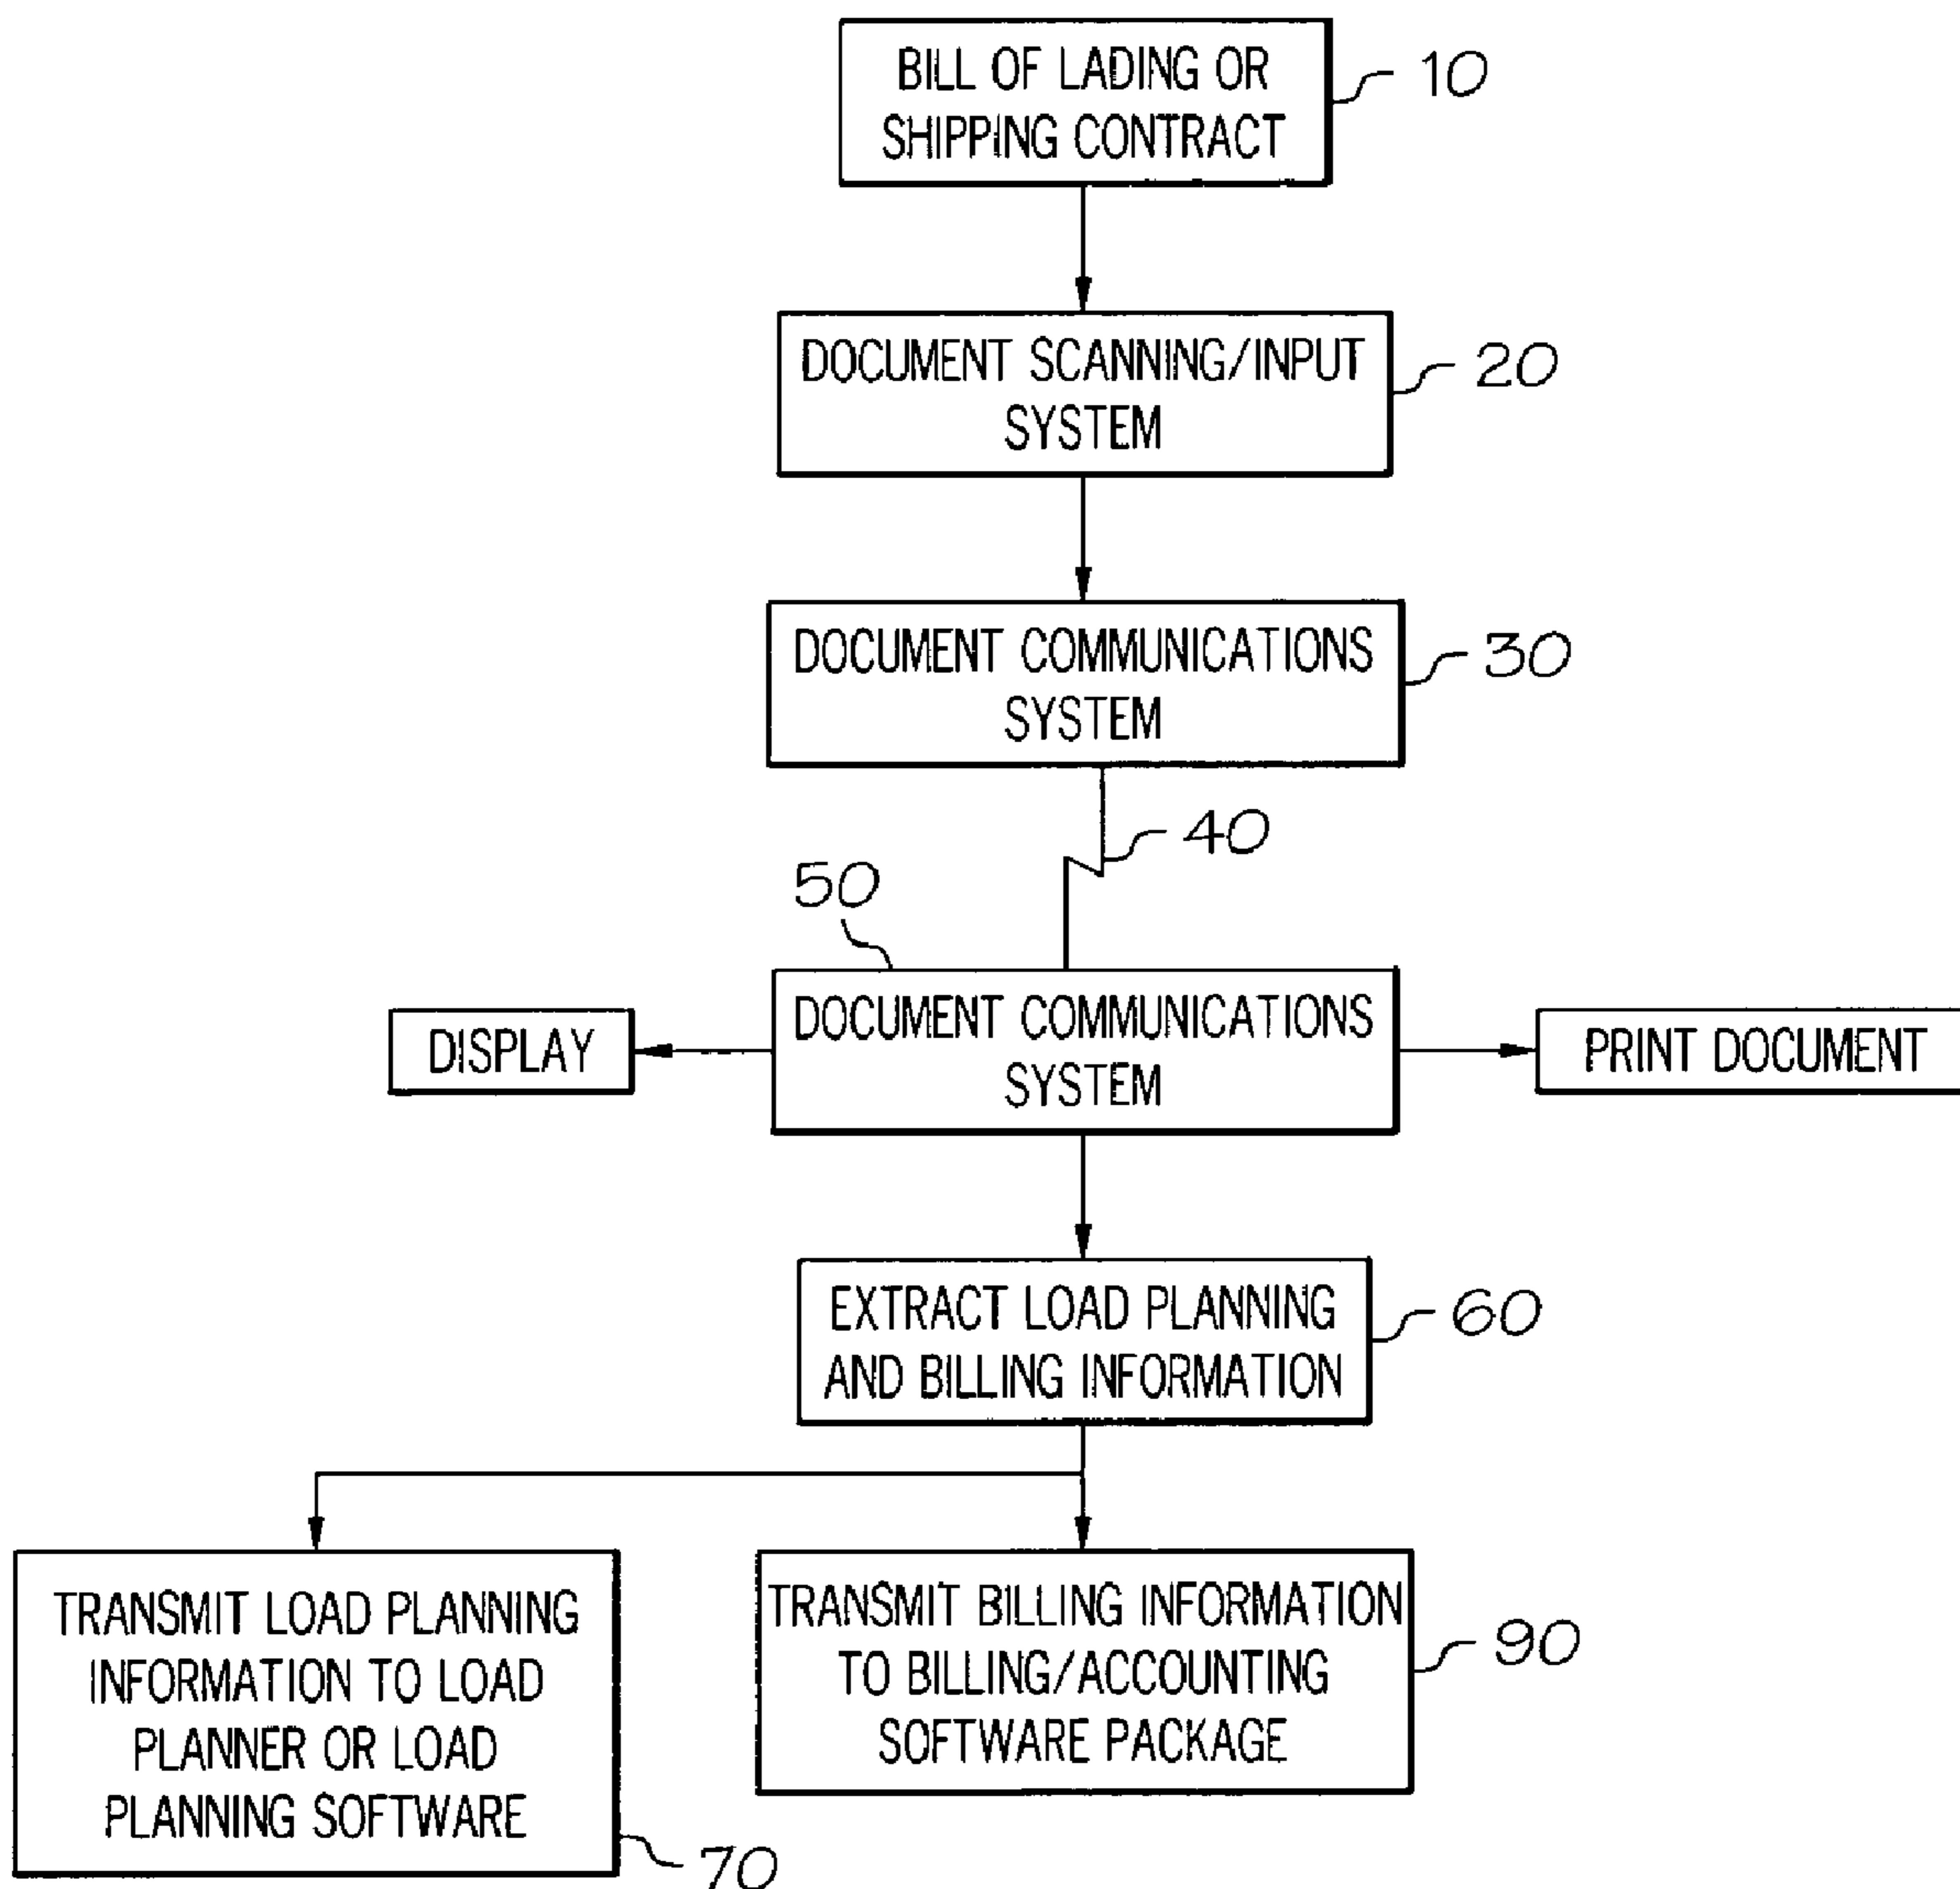 BILL OF LADING OR
SHIPPING CONTRACT
10
DOCUMENT SCANNING/INPUT
SYSTEM
20
DOCUMENT COMMUNICATIONS
SYSTEM
30
40
50
DISPLAY
DOCUMENT COMMUNICATIONS
SYSTEM
PRINT DOCUMENT
EXTRACT LOAD PLANNING
AND BILLING INFORMATION
60
TRANSMIT LOAD PLANNING
INFORMATION TO LOAD
PLANNER OR LOAD
PLANNING SOFTWARE
70
TRANSMIT BILLING INFORMATION
TO BILLING/ACCOUNTING
SOFTWARE PACKAGE
90